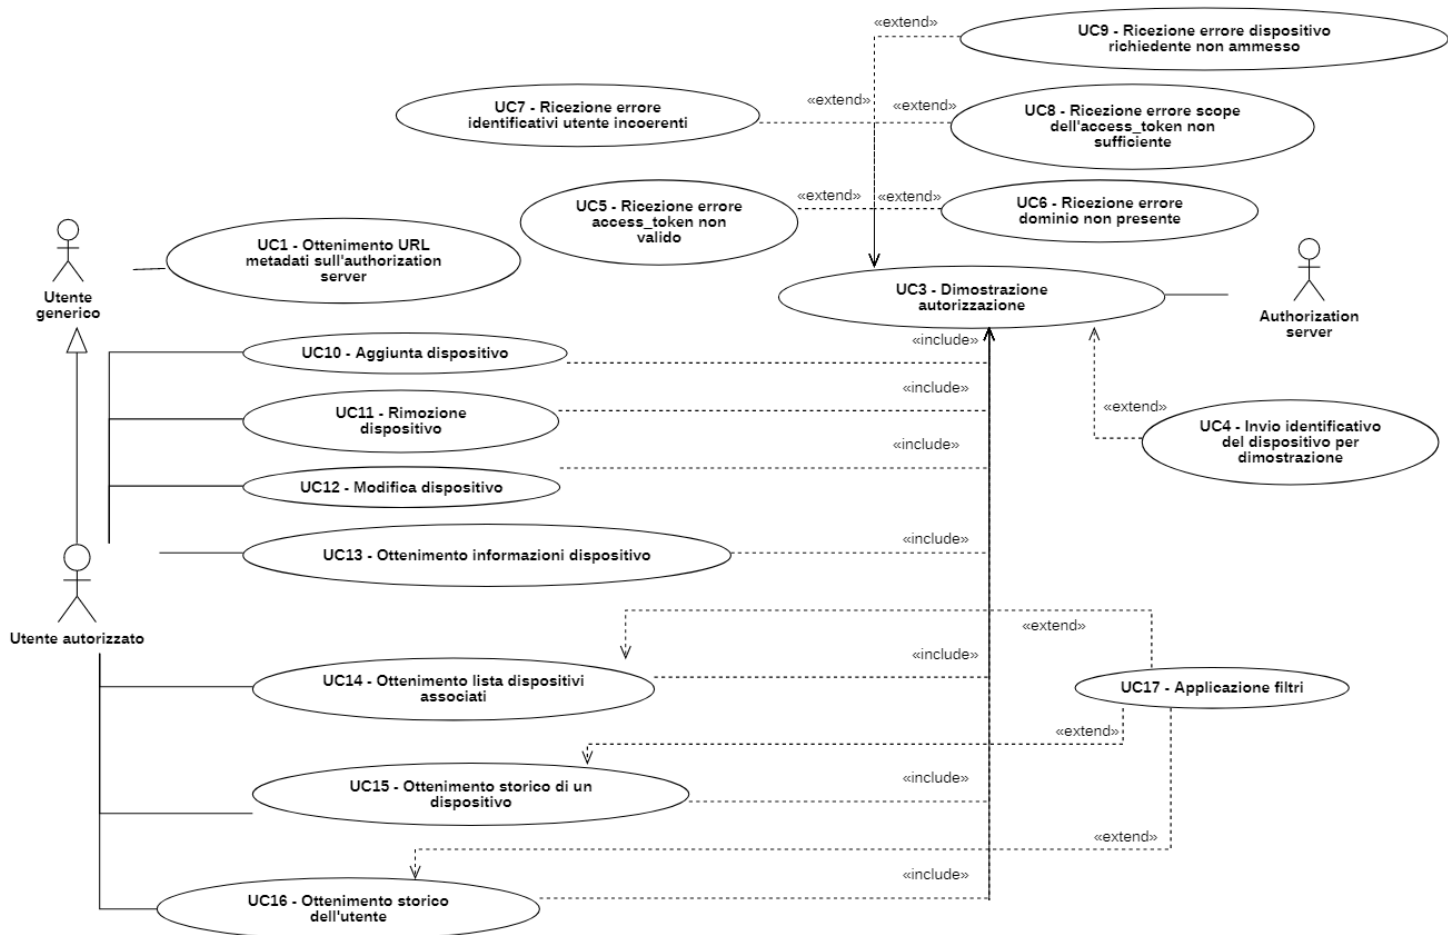 «extend»
UC9 - Ricezione errore dispositivo
richiedente non ammesso
UC7 - Ricezione errore
identificativi utente incoerenti
«extend»
«extend»
UC8 - Ricezione errore scope
dell'access_token non
sufficiente
UC5 - Ricezione errore
access_token non
valido
«extend»
«extend»
UC6 - Ricezione errore
dominio non presente
UC1 - Ottenimento URL
metadati sull'authorization
server
Utente
generico
UC3 - Dimostrazione
autorizzazione
Authorization
server
UC10 - Aggiunta dispositivo
«include»
UC11 - Rimozione
dispositivo
«include»
«extend»
UC4 - Invio identificativo
del dispositivo per
dimostrazione
UC12 - Modifica dispositivo
«include»
UC13 - Ottenimento informazioni dispositivo
«include»
Utente autorizzato
«extend»
UC14 - Ottenimento lista dispositivi
associati
«include»
UC17 - Applicazione filtri
«extend»
UC15 - Ottenimento storico di un
dispositivo
«include»
«extend»
UC16 - Ottenimento storico
dell'utente
«include»